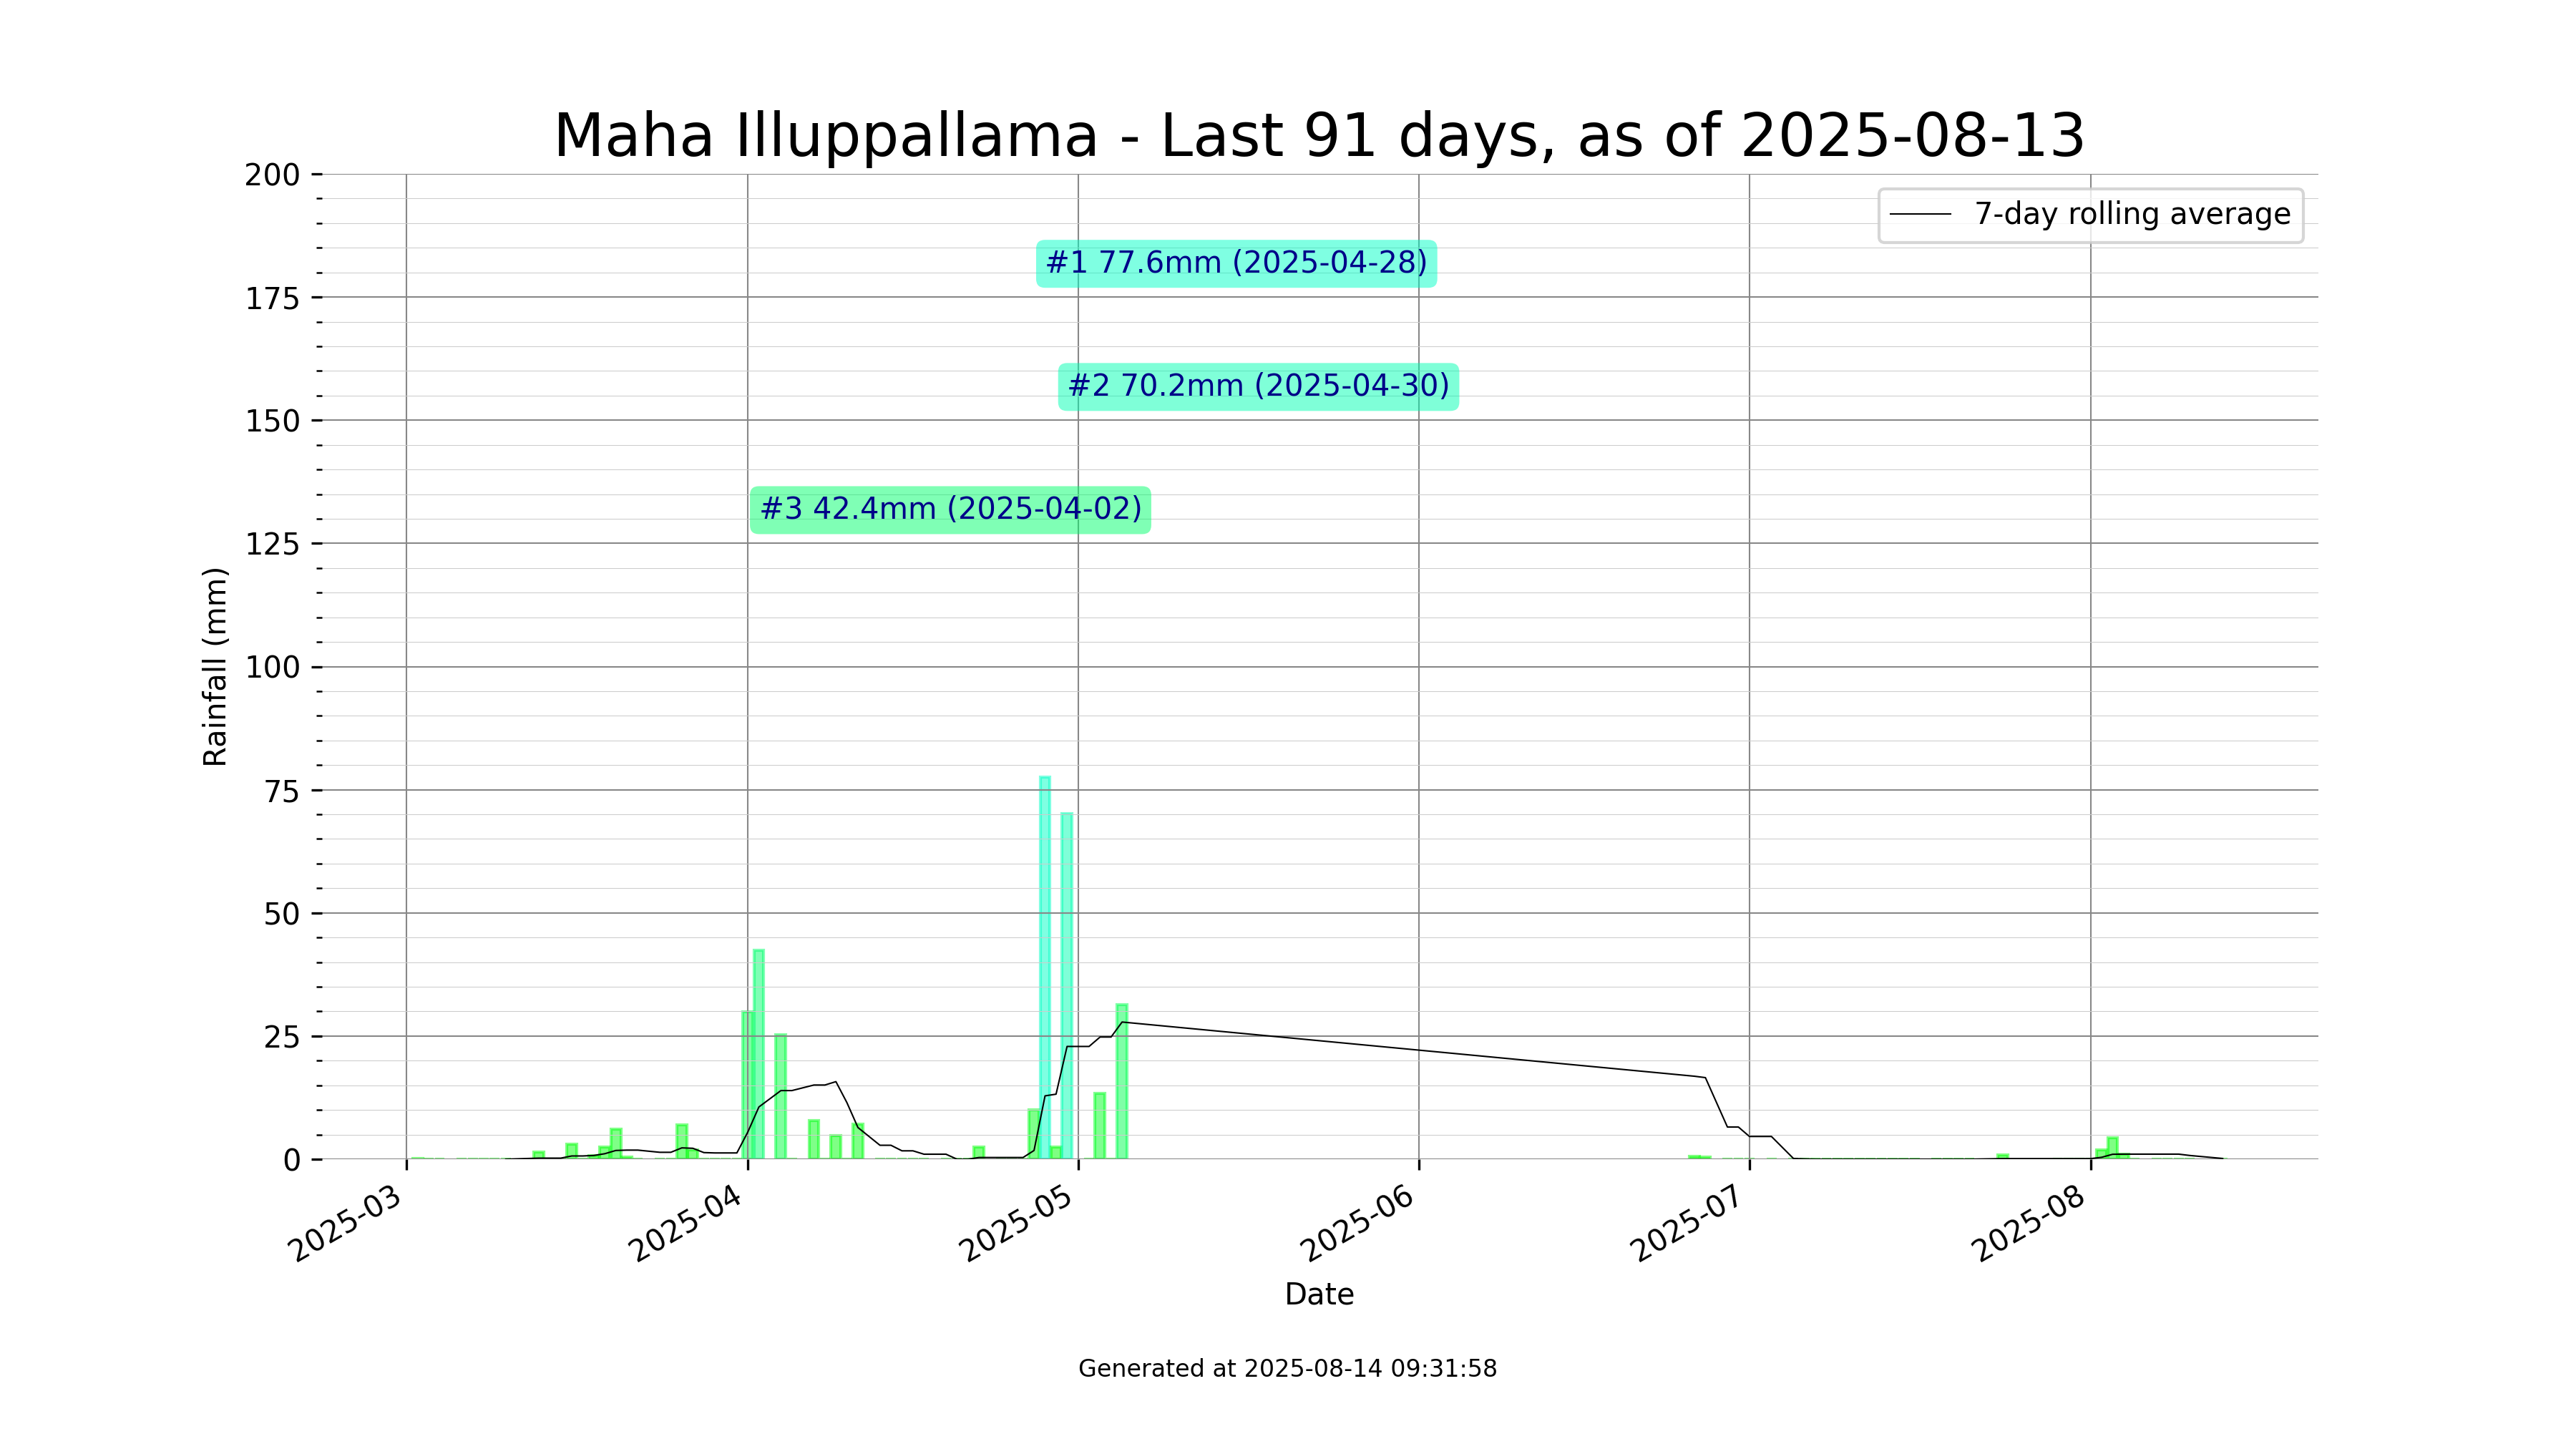 Maha Illuppallama - Last 91 days, as of 2025-08-13
7-day rolling average
#1 77.6mm (2025-04-28)
#2 70.2mm (2025-04-30)
#3 42.4mm (2025-04-02)
Rainfall (mm)
200
175
150
125
100
75
50
25
0
2025-03
2025-04
2025-05
2025-06
2025-07
2025-08
Date
Generated at 2025-08-14 09:31:58